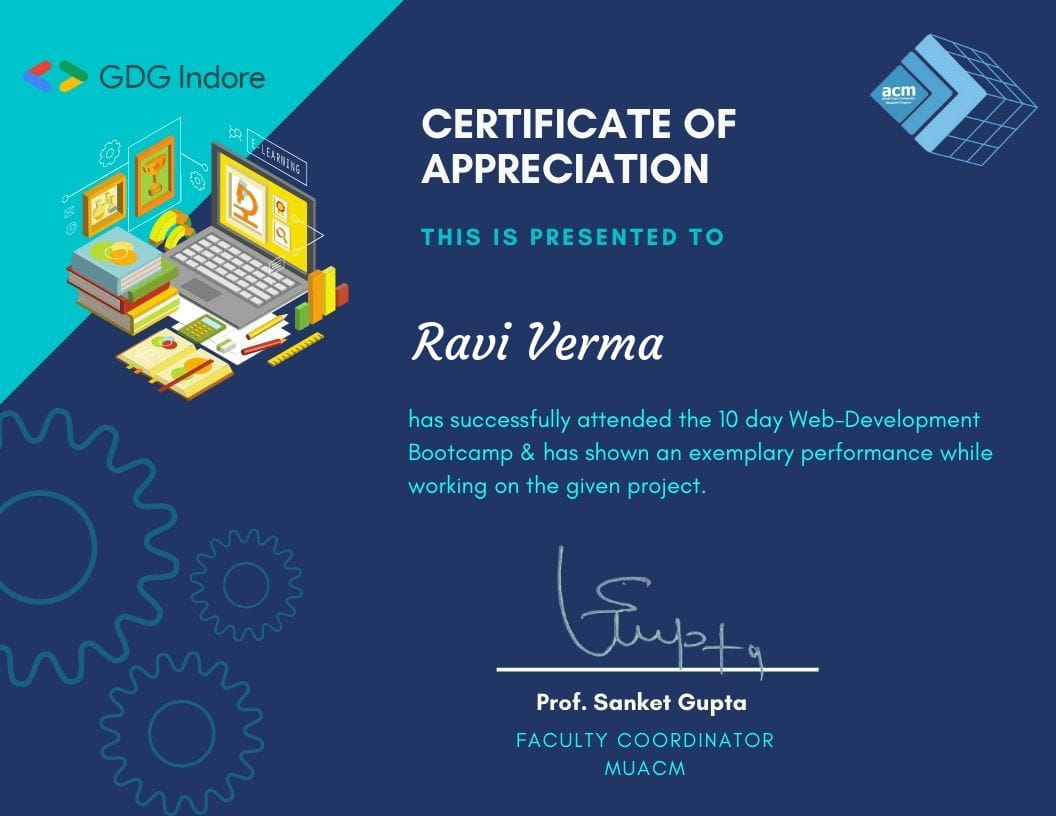 GDG Indore
acm
E-LEARNING
CERTIFICATE OF
APPRECIATION
THIS IS PRESENTED TO
Ravi Verma
has successfully attended the 10 day Web-Development
Bootcamp & has shown an exemplary performance while
working on the given project.
SGupta
Prof. Sanket Gupta
FACULTY COORDINATOR
MUACM